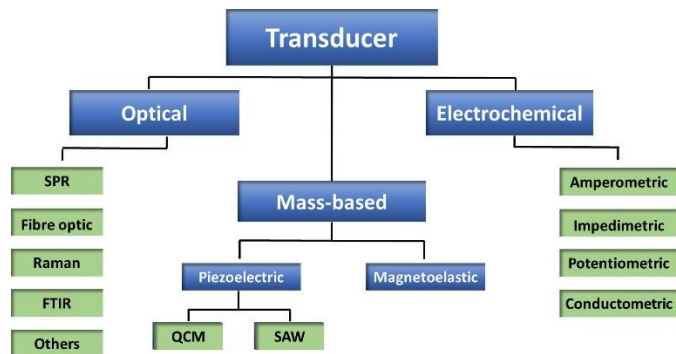 Transducer
Optical
Electrochemical
SPR
Fibre optic
Raman
FTIR
Others
Mass-based
Piezoelectric
Magnetoelastic
QCM
SAW
Amperometric
Impedimetric
Potentiometric
Conductometric